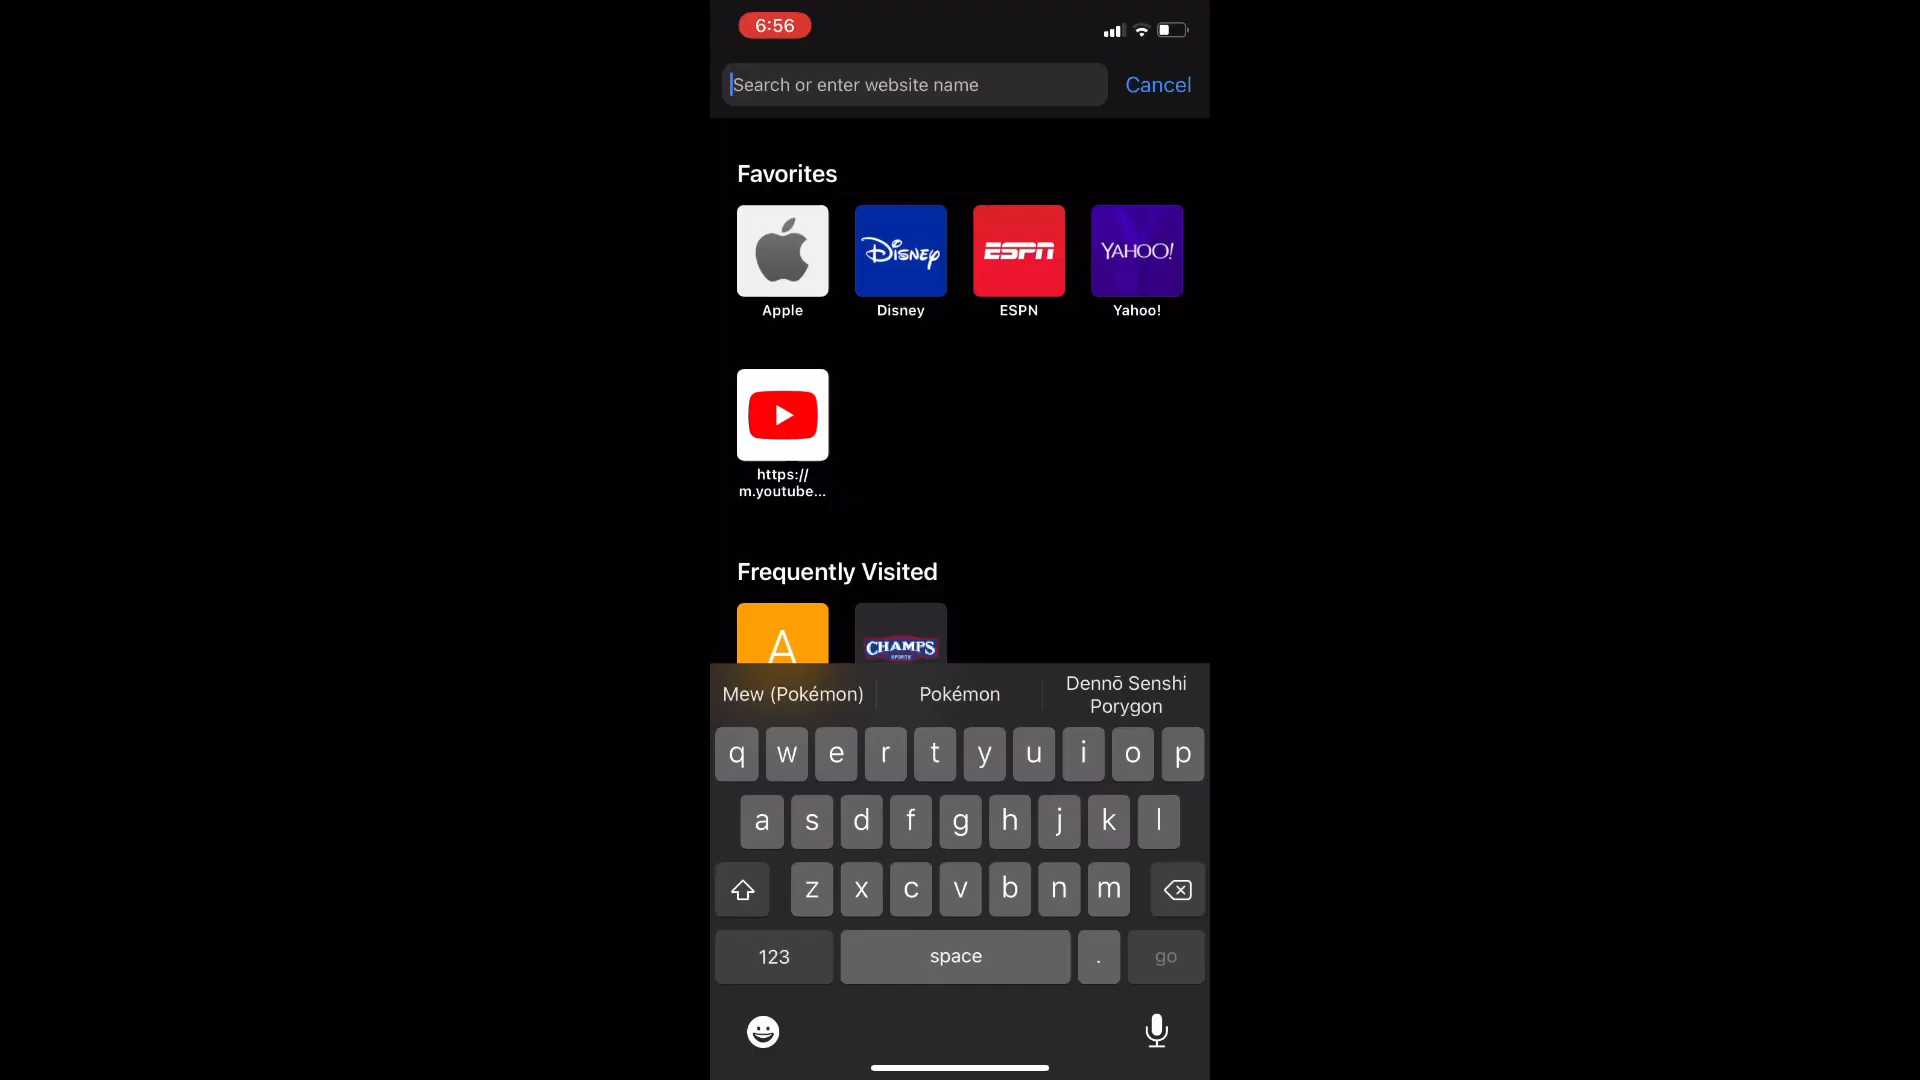 6:56
Search or enter website name
Cancel
Favorites
Disney
ESPN
YAHOO!
Apple
Disney
ESPN
Yahoo!
https://
m.youtube...
Frequently Visited
A
CHAMPS
SPORTS
Mew (Pokémon)
Pokémon
Dennō Senshi
Porygon
q w e r t y u i o p
a s d f g h j k l
z x c v b n m
123
space
.
go